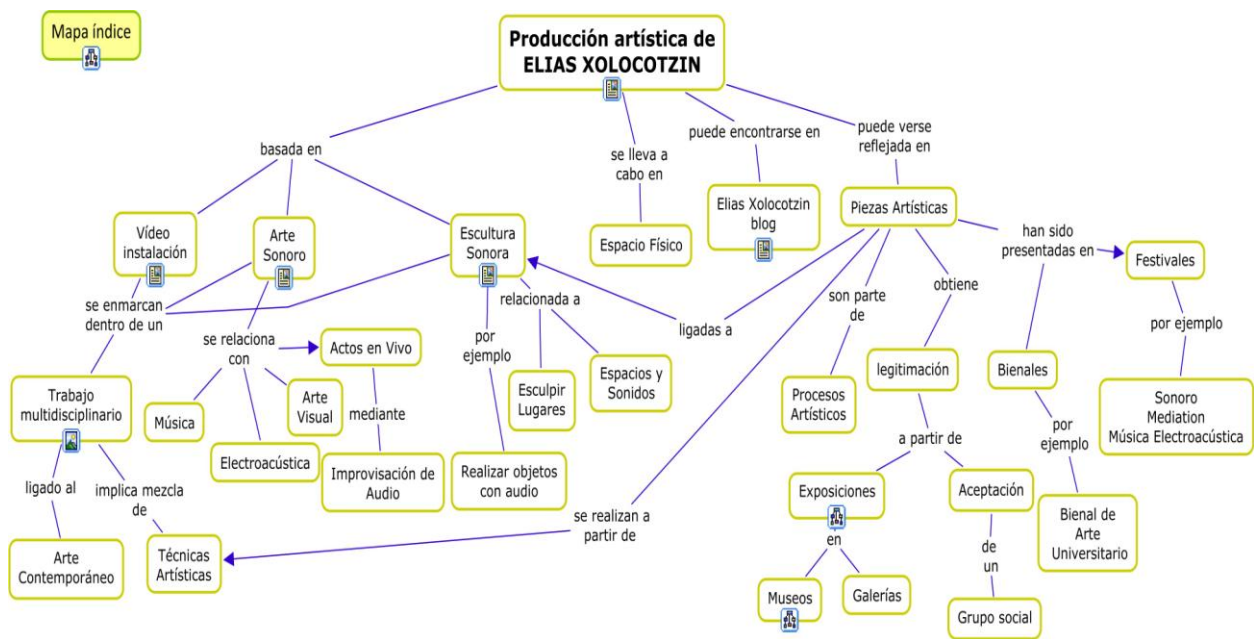 Mapa índice
Producción artística de
ELIAS XOLOCOTZIN
basada en
se lleva a
cabo en
puede encontrarse en
puede verse
reflejada en
Vídeo
instalación
Arte
Sonoro
Escultura
Sonora
Espacio Físico
Elias Xolocotzin
blog
Piezas Artísticas
han sido
presentadas en
Festivales
se enmarcan
dentro de un
se relaciona
con
Actos en Vivo
por
ejemplo
relacionada a
ligadas a
son parte
de
obtiene
por ejemplo
Trabajo
multidisciplinario
Música
Arte
Visual
mediante
Esculpir
Lugares
Espacios y
Sonidos
Procesos
Artísticos
legitimación
Bienales
Sonoro
Mediation
Música Electroacústica
Electroacústica
Improvisación de
Audio
Realizar objetos
con audio
a partir de
por
ejemplo
ligado al
implica mezcla
de
se realizan a
partir de
Exposiciones
Aceptación
Bienal de
Arte
Universitario
Arte
Contemporáneo
Técnicas
Artísticas
en
de
un
Museos
Galerías
Grupo social